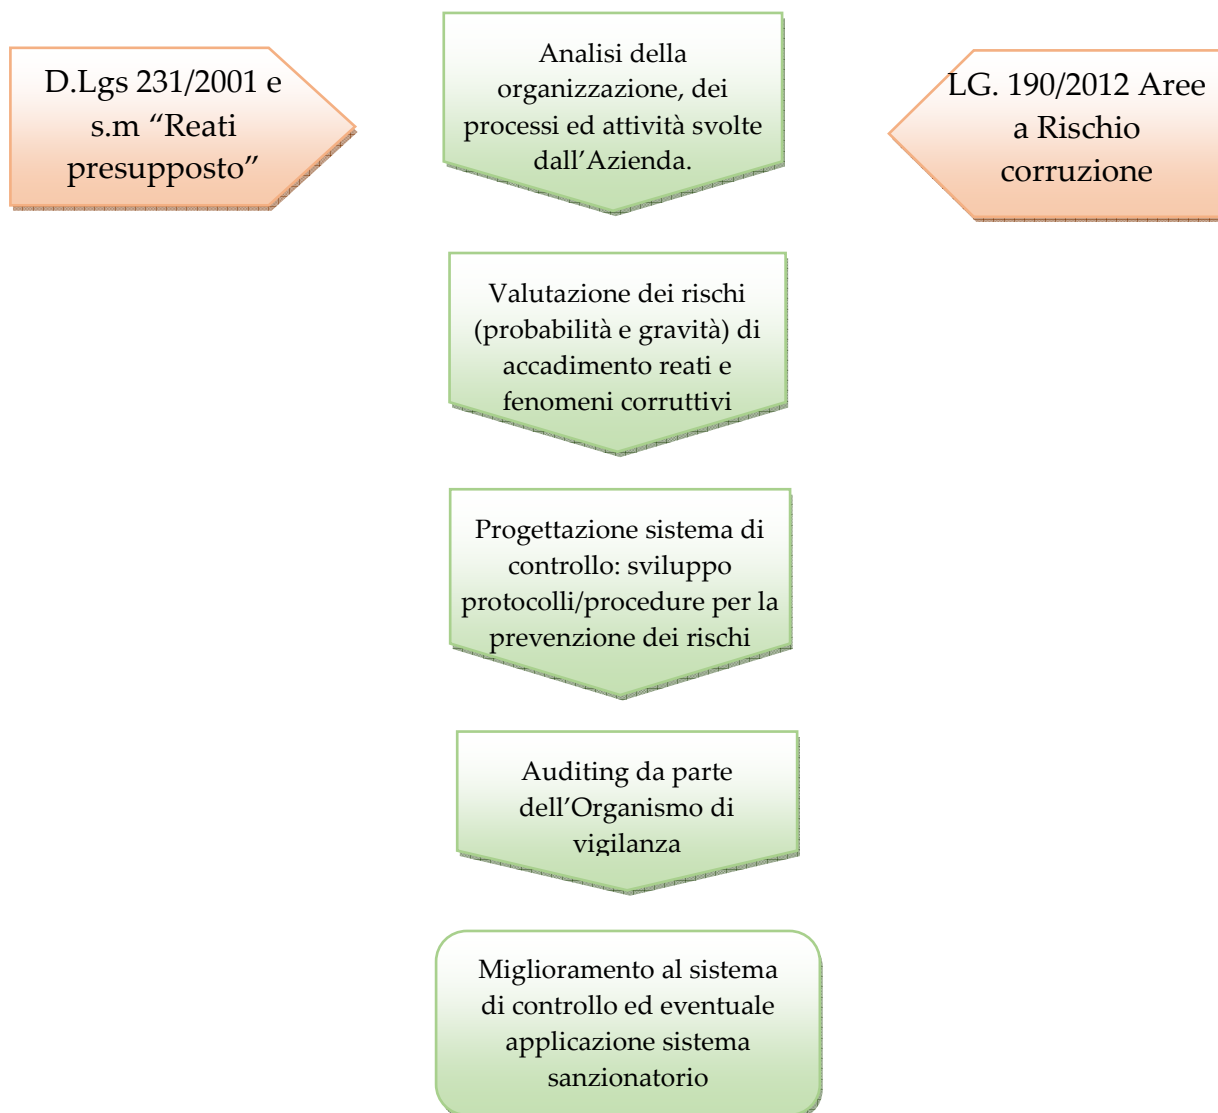 D.Lgs 231/2001 e
s.m “Reati
presupposto”
Analisi della
organizzazione, dei
processi ed attività svolte
dall’Azienda.
LG. 190/2012 Aree
a Rischio
corruzione
Valutazione dei rischi
(probabilità e gravità) di
accadimento reati e
fenomeni corruttivi
Progettazione sistema di
controllo: sviluppo
protocolli/procedure per la
prevenzione dei rischi
Auditing da parte
dell’Organismo di
vigilanza
Miglioramento al sistema
di controllo ed eventuale
applicazione sistema
sanzionatorio